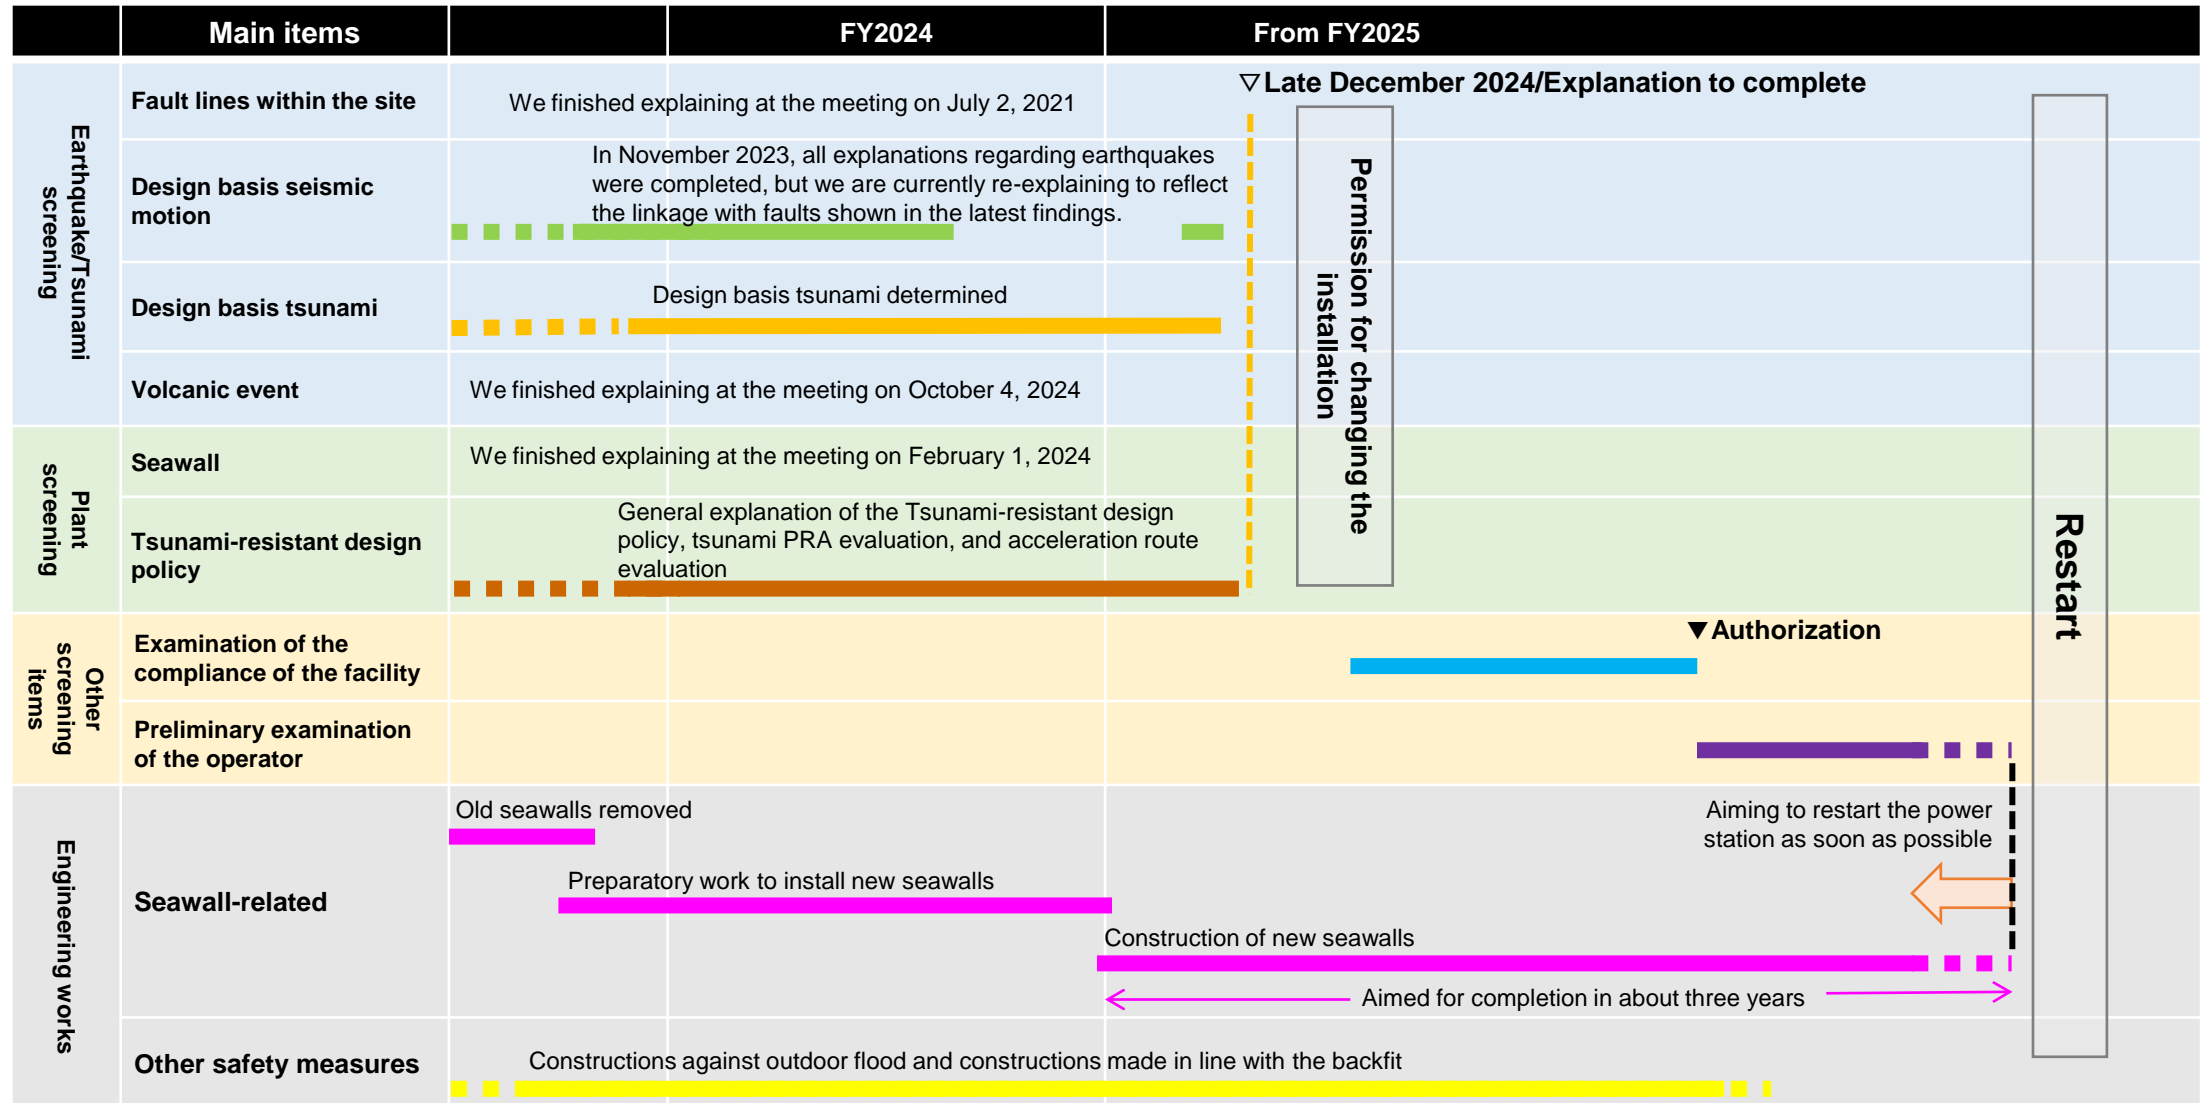 Main items
FY2024
From FY2025
Earthquake/Tsunami
screening
Fault lines within the site
We finished explaining at the meeting on July 2, 2021
▽Late December 2024/Explanation to complete
Design basis seismic
motion
In November 2023, all explanations regarding earthquakes
were completed, but we are currently re-explaining to reflect
the linkage with faults shown in the latest findings.
Design basis tsunami
Design basis tsunami determined
Volcanic event
We finished explaining at the meeting on October 4, 2024
Permission for changing the
installation
Restart
Plant
screening
Seawall
We finished explaining at the meeting on February 1, 2024
Tsunami-resistant design
policy
General explanation of the Tsunami-resistant design
policy, tsunami PRA evaluation, and acceleration route
evaluation
Other
screening
items
Examination of the
compliance of the facility
▼Authorization
Preliminary examination
of the operator
Engineering works
Seawall-related
Old seawalls removed
Aiming to restart the power
station as soon as possible
Preparatory work to install new seawalls
Construction of new seawalls
Aimed for completion in about three years
Other safety measures
Constructions against outdoor flood and constructions made in line with the backfit